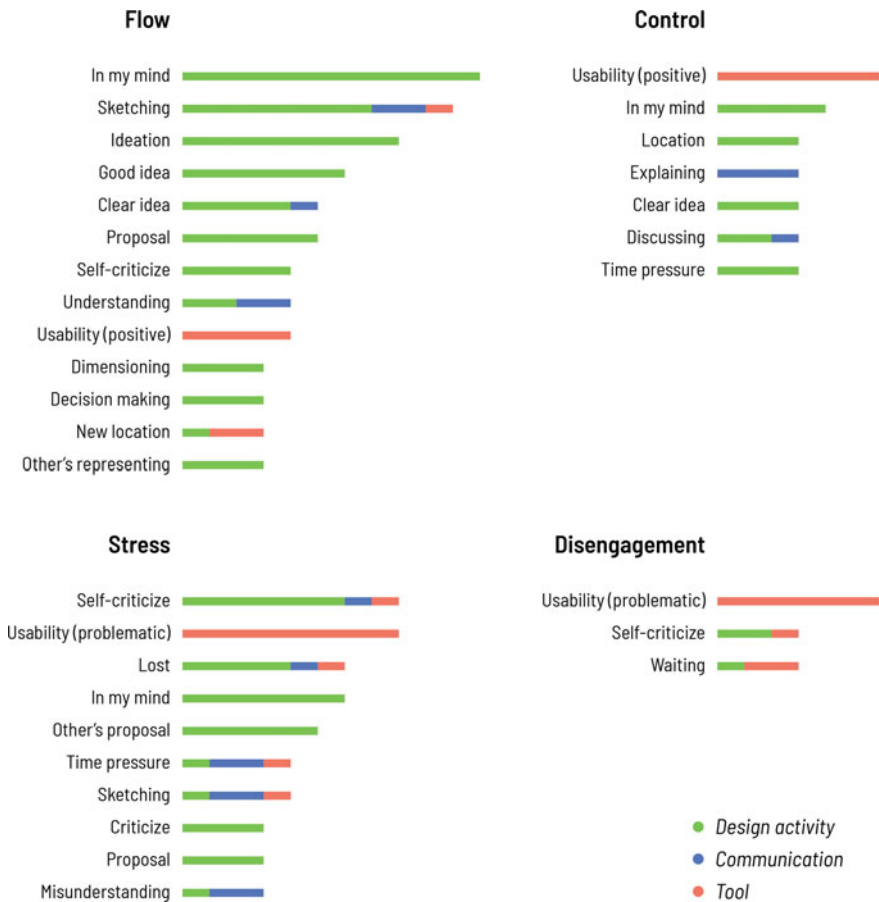 Flow
In my mind
Sketching
Ideation
Good idea
Clear idea
Proposal
Self-criticize
Understanding
Usability (positive)
Dimensioning
Decision making
New location
Other's representing
Control
Usability (positive)
In my mind
Location
Explaining
Clear idea
Discussing
Time pressure
Stress
Self-criticize
Usability (problematic)
Lost
In my mind
Other's proposal
Time pressure
Sketching
Criticize
Proposal
Misunderstanding
Disengagement
Usability (problematic)
Self-criticize
Waiting
Design activity
Communication
Tool